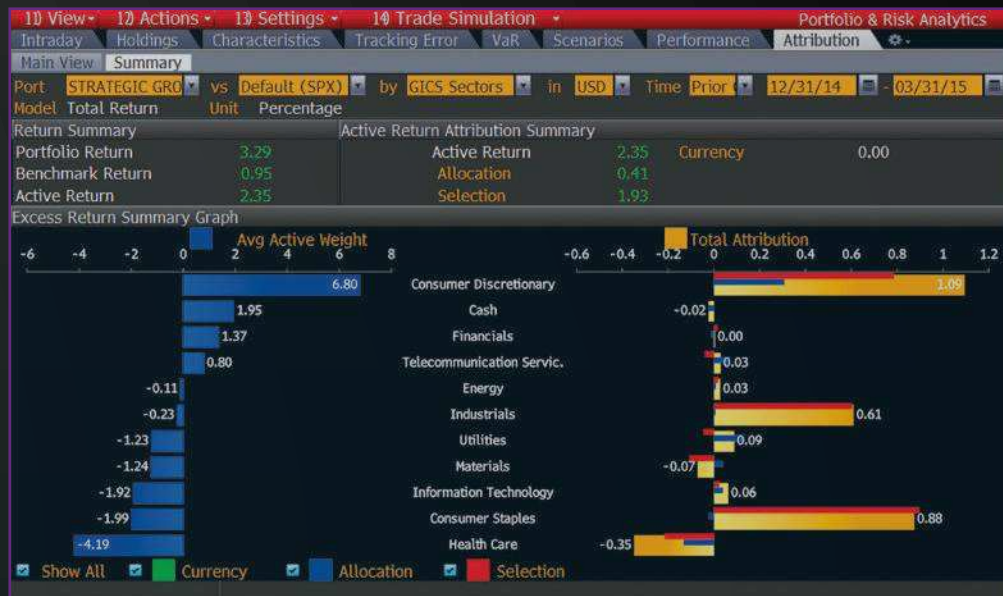 11) View 12) Actions 13) Settings 14) Trade Simulation Portfolio & Risk Analytics
Intraday Holdings Characteristics Tracking Error VaR Scenarios Performance Attribution
Main View Summary
Port STRATEGIC GRO vs Default (SPX) by GICS Sectors in USD Time Prior 12/31/14 - 03/31/15
Model Total Return Unit Percentage
Return Summary Active Return Attribution Summary
Portfolio Return 3.29 Active Return 2.35 Currency 0.00
Benchmark Return 0.95 Allocation 0.41
Active Return 2.35 Selection 1.93
Excess Return Summary Graph
Avg Active Weight Total Attribution
-6 -4 -2 0 2 4 6 8 -0.6 -0.4 -0.2 0 0.2 0.4 0.6 0.8 1 1.2
6.80 Consumer Discretionary 1.09
1.95 Cash -0.02
1.37 Financials 0.00
0.80 Telecommunication Servic. 0.03
-0.11 Energy 0.03
-0.23 Industrials 0.61
-1.23 Utilities 0.09
-1.24 Materials -0.07
-1.92 Information Technology 0.06
-1.99 Consumer Staples 0.88
-4.19 Health Care -0.35
Show All Currency Allocation Selection